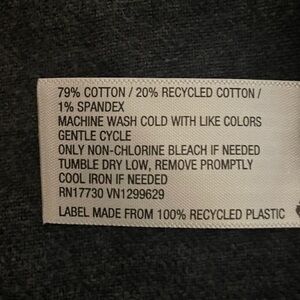 79% COTTON / 20% RECYCLED COTTON /
1% SPANDEX
MACHINE WASH COLD WITH LIKE COLORS
GENTLE CYCLE
ONLY NON-CHLORINE BLEACH IF NEEDED
TUMBLE DRY LOW, REMOVE PROMPTLY
COOL IRON IF NEEDED
RN17730 VN1299629
LABEL MADE FROM 100% RECYCLED PLASTIC